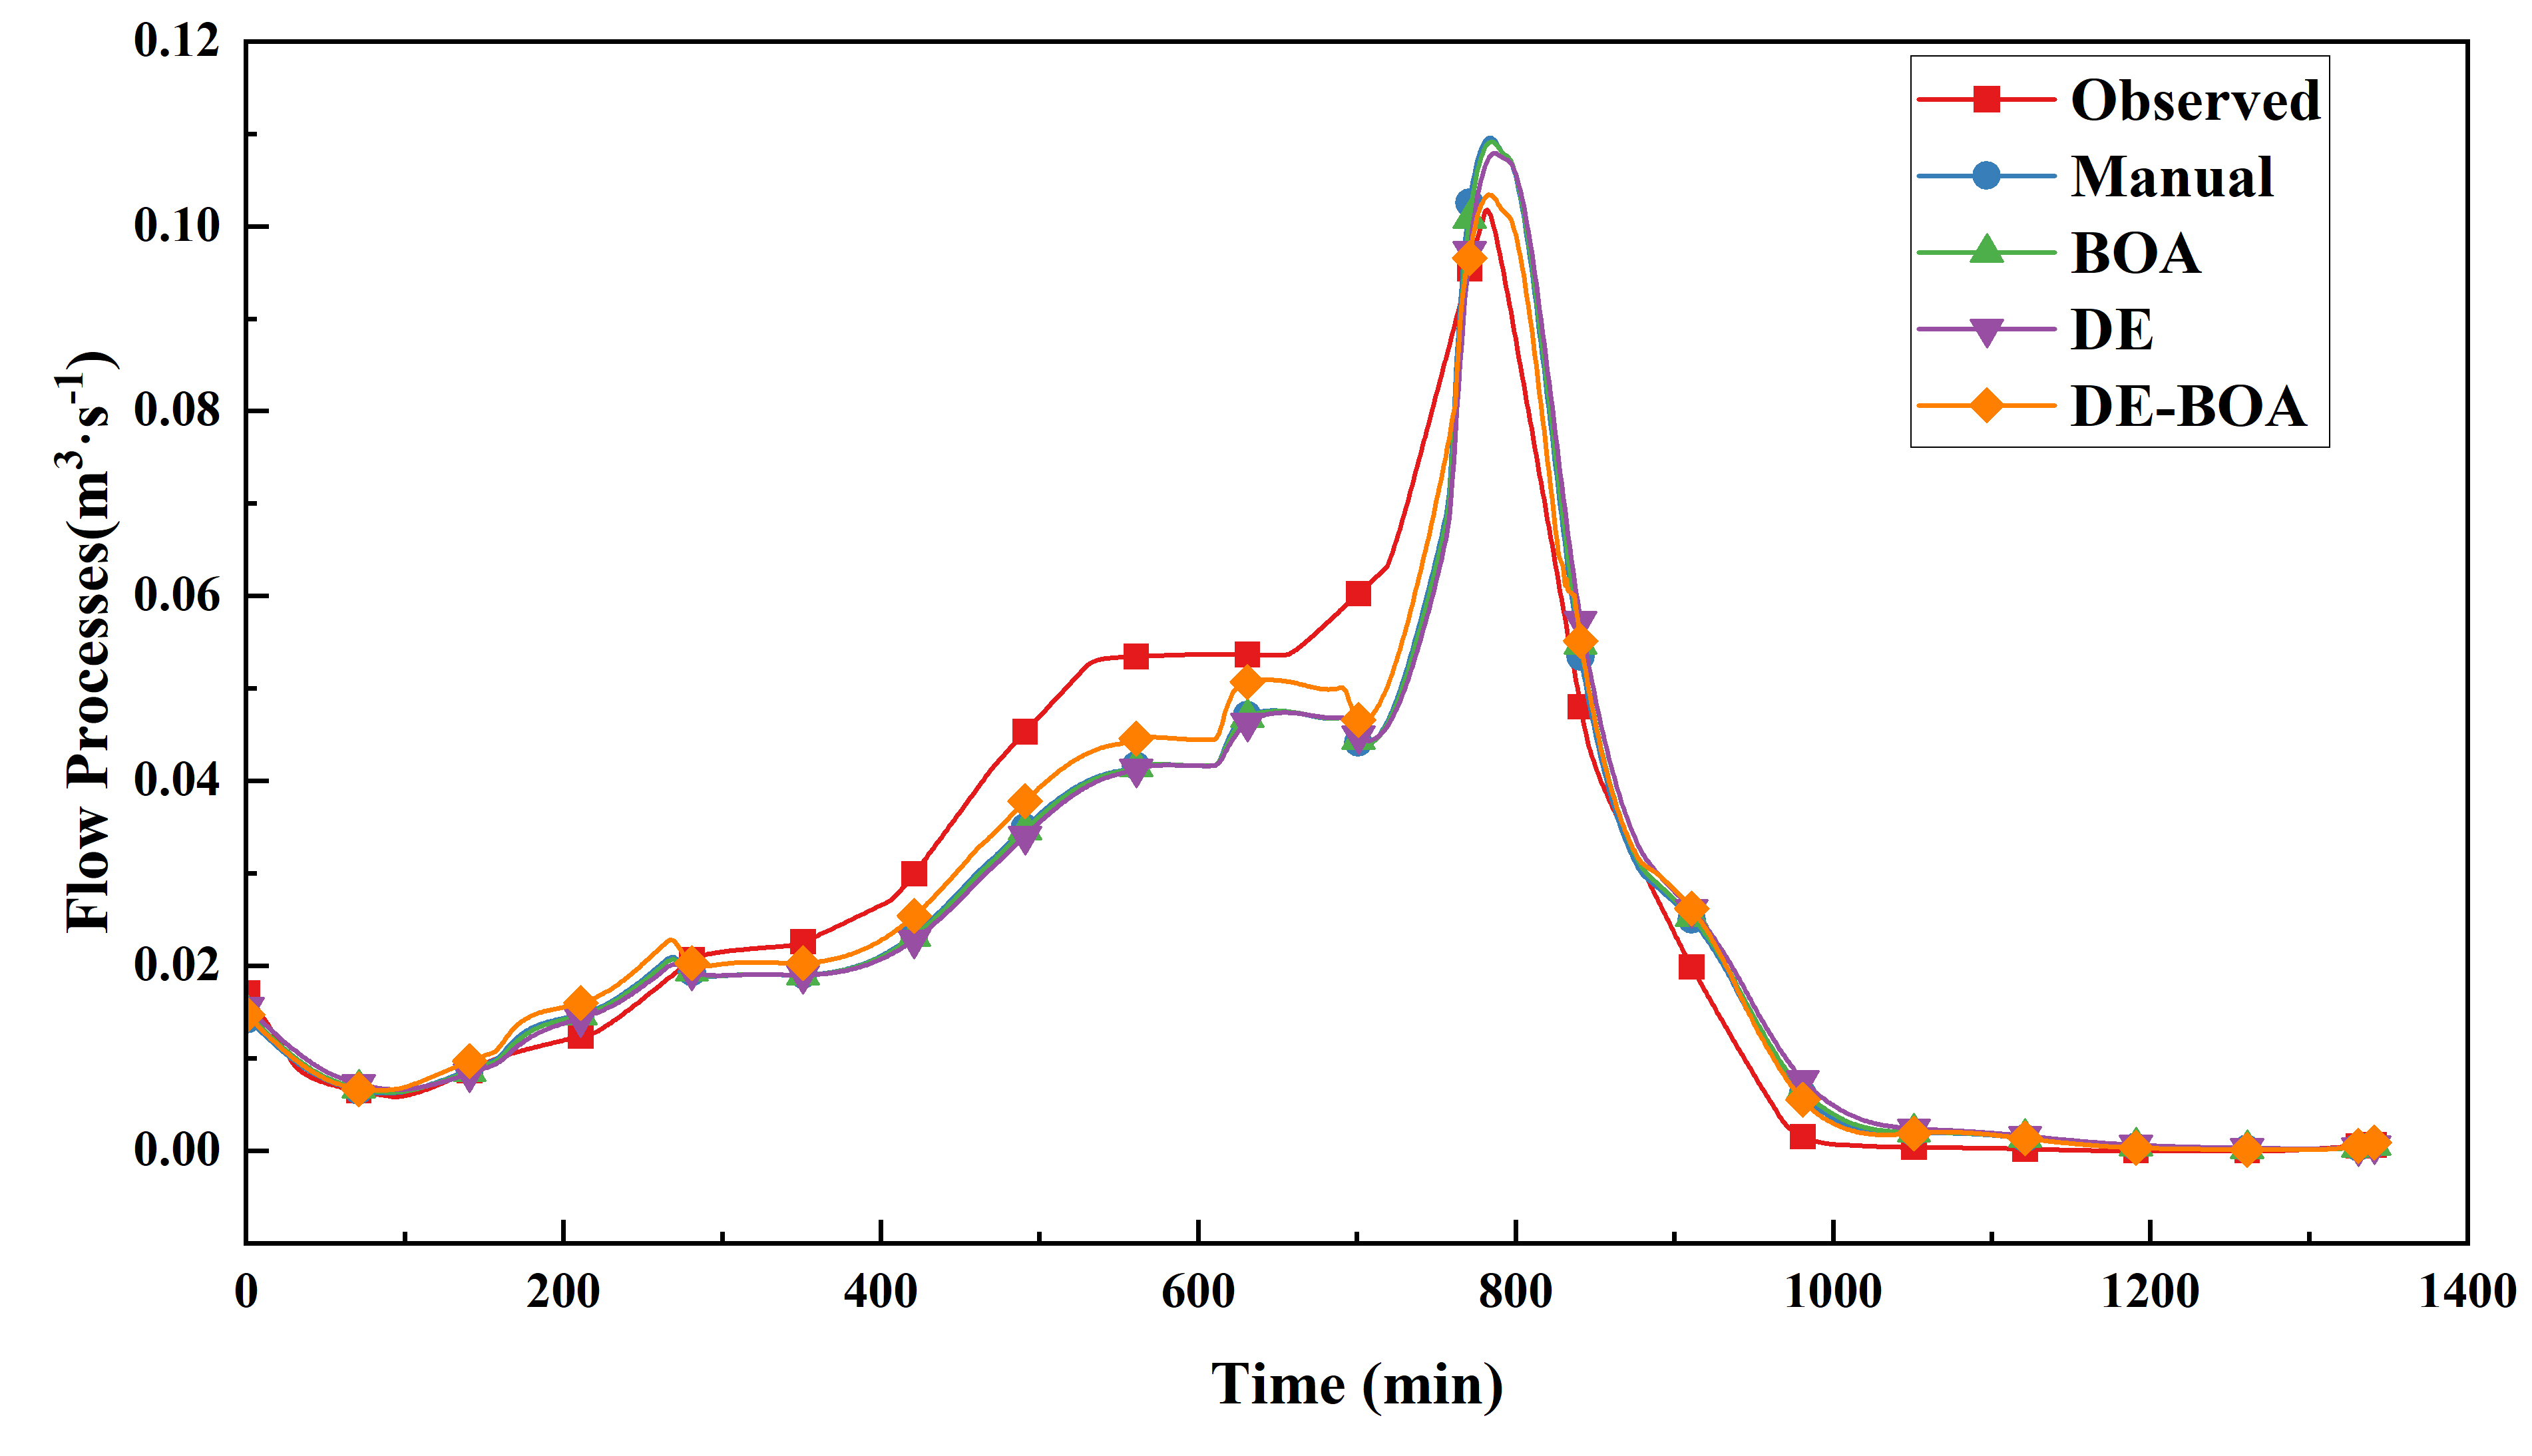 0.12
0.10
0.08
0.06
0.04
0.02
0.00
Flow Processes(m³·s⁻¹)
Observed
Manual
BOA
DE
DE-BOA
0 200 400 600 800 1000 1200 1400
Time (min)